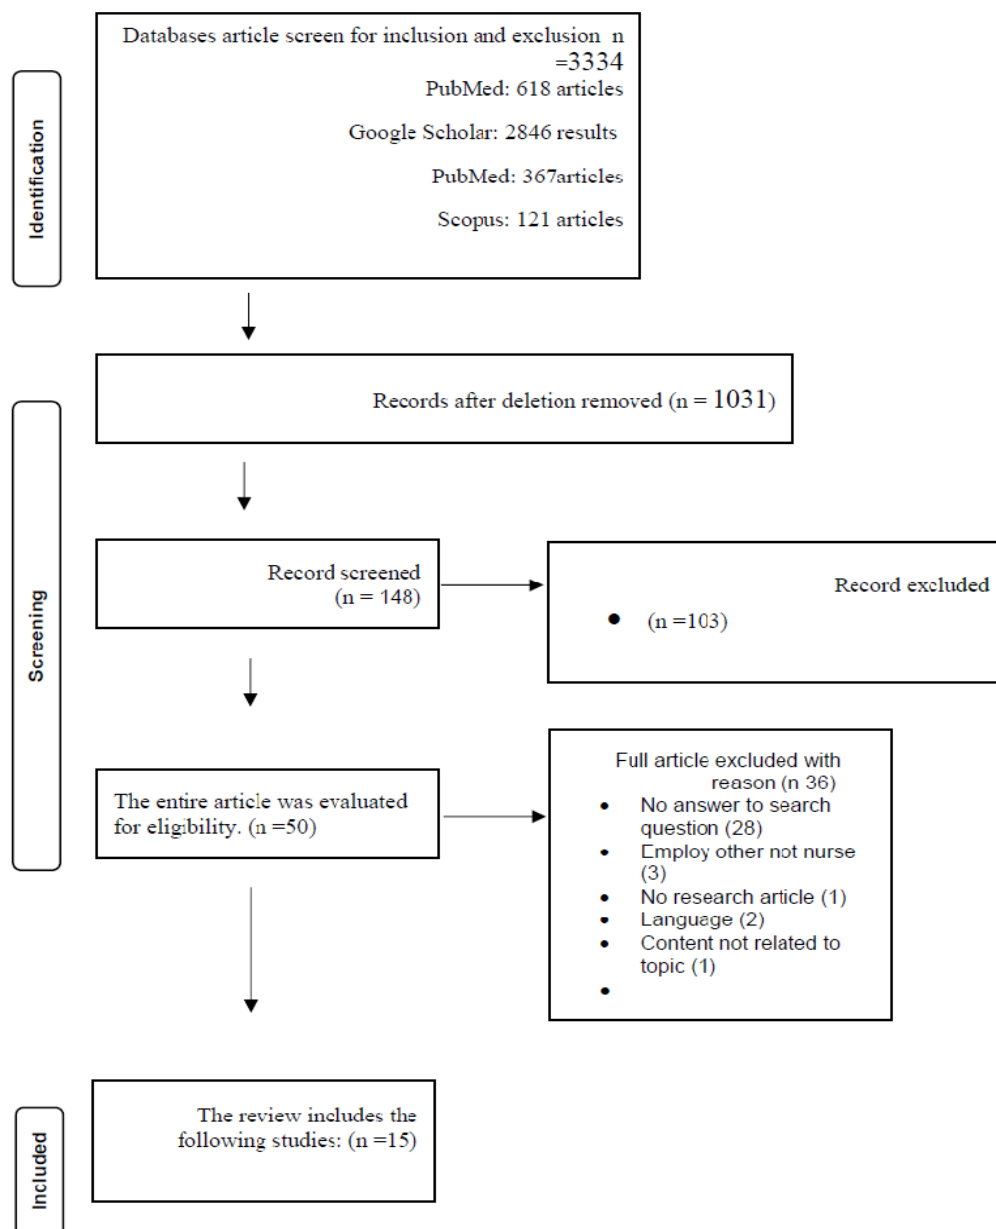 Identification
Databases article screen for inclusion and exclusion n
=3334
PubMed: 618 articles
Google Scholar: 2846 results
PubMed: 367articles
Scopus: 121 articles
Screening
Records after deletion removed (n = 1031)
Record screened
(n = 148)
Record excluded
• (n =103)
The entire article was evaluated
for eligibility. (n =50)
Full article excluded with
reason (n 36)
• No answer to search
question (28)
• Employ other not nurse
(3)
• No research article (1)
• Language (2)
• Content not related to
topic (1)
•
Included
The review includes the
following studies: (n =15)